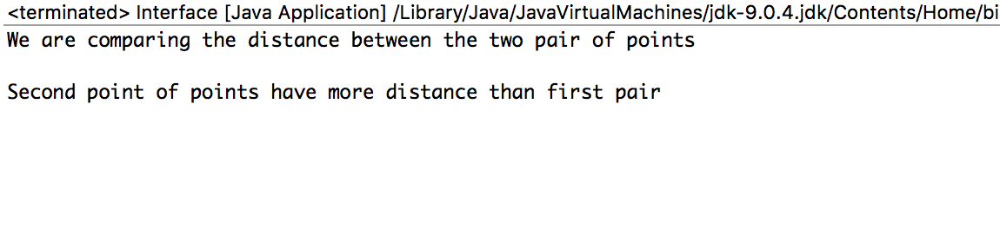 <terminated> Interface [Java Application] /Library/Java/JavaVirtualMachines/jdk-9.0.4.jdk/Contents/Home/bi
We are comparing the distance between the two pair of points
Second point of points have more distance than first pair